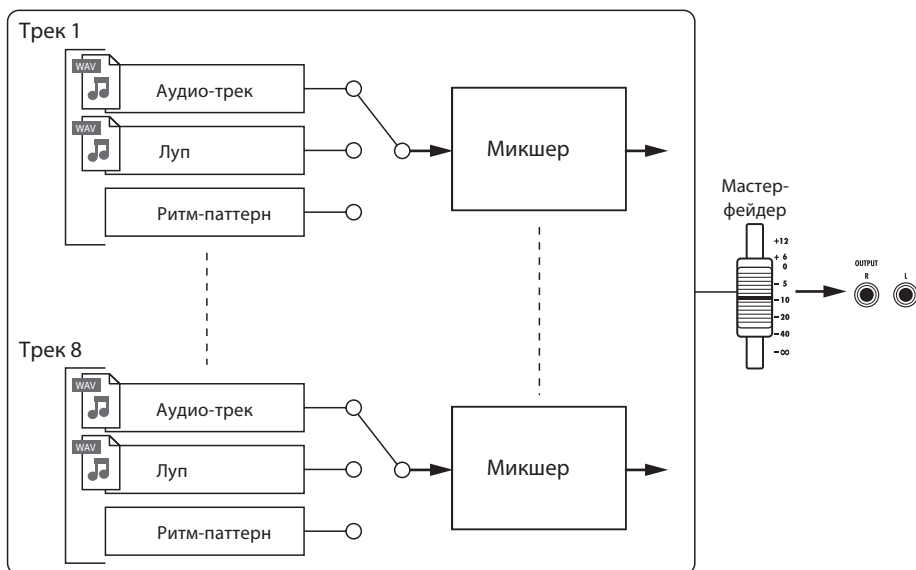 Трек 1
WAV
Аудио-трек
WAV
Луп
Ритм-паттерн
Микшер
Мастер-
фейдер
+12
+ 6
0
- 5
-10
-20
-40
-∞
OUTPUT
R
L
Трек 8
WAV
Аудио-трек
WAV
Луп
Ритм-паттерн
Микшер